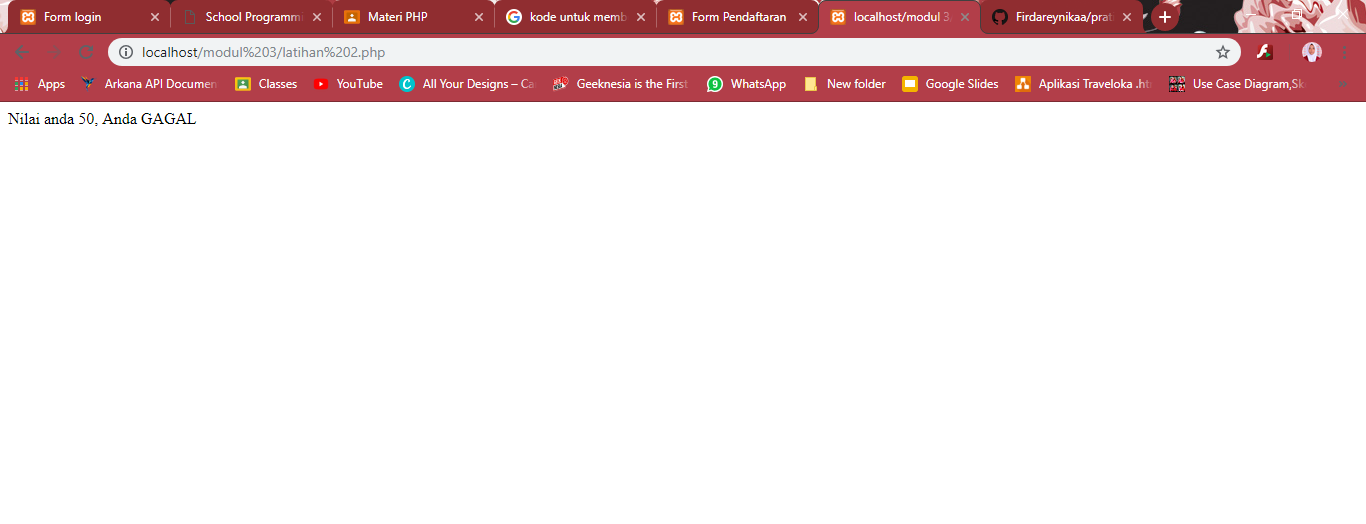 Form login School Programmi Materi PHP kode untuk memb Form Pendaftaran localhost/modul 3/ Firdareynikaa/prat
localhost/modul%203/latihan%202.php
Apps Arkana API Documen Classes YouTube All Your Designs – Ca Geeknesia is the First WhatsApp New folder Google Slides Aplikasi Traveloka .ht Use Case Diagram,Sk
Nilai anda 50, Anda GAGAL